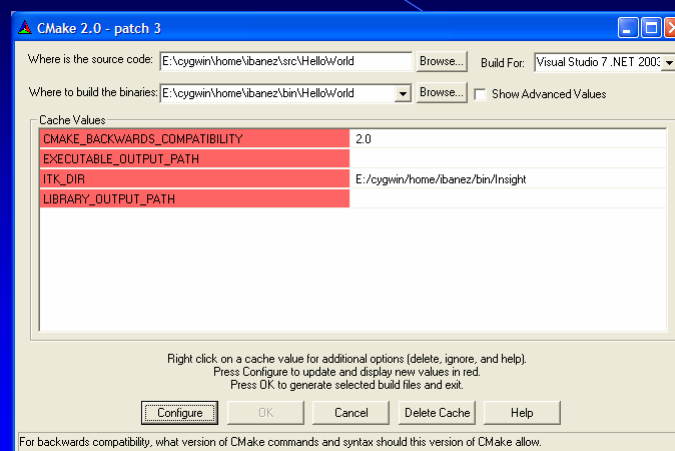 CMake 2.0 - patch 3
Where is the source code: E:\cygwin\home\ibanez\src\HelloWorld Browse... Build For: Visual Studio 7 .NET 2003
Where to build the binaries: E:\cygwin\home\ibanez\bin\HelloWorld Browse... Show Advanced Values
Cache Values
CMAKE_BACKWARDS_COMPATIBILITY 2.0
EXECUTABLE_OUTPUT_PATH
ITK_DIR E:/cygwin/home/ibanez/bin/Insight
LIBRARY_OUTPUT_PATH
Right click on a cache value for additional options (delete, ignore, and help).
Press Configure to update and display new values in red.
Press OK to generate selected build files and exit.
Configure OK Cancel Delete Cache Help
For backwards compatibility, what version of CMake commands and syntax should this version of CMake allow.